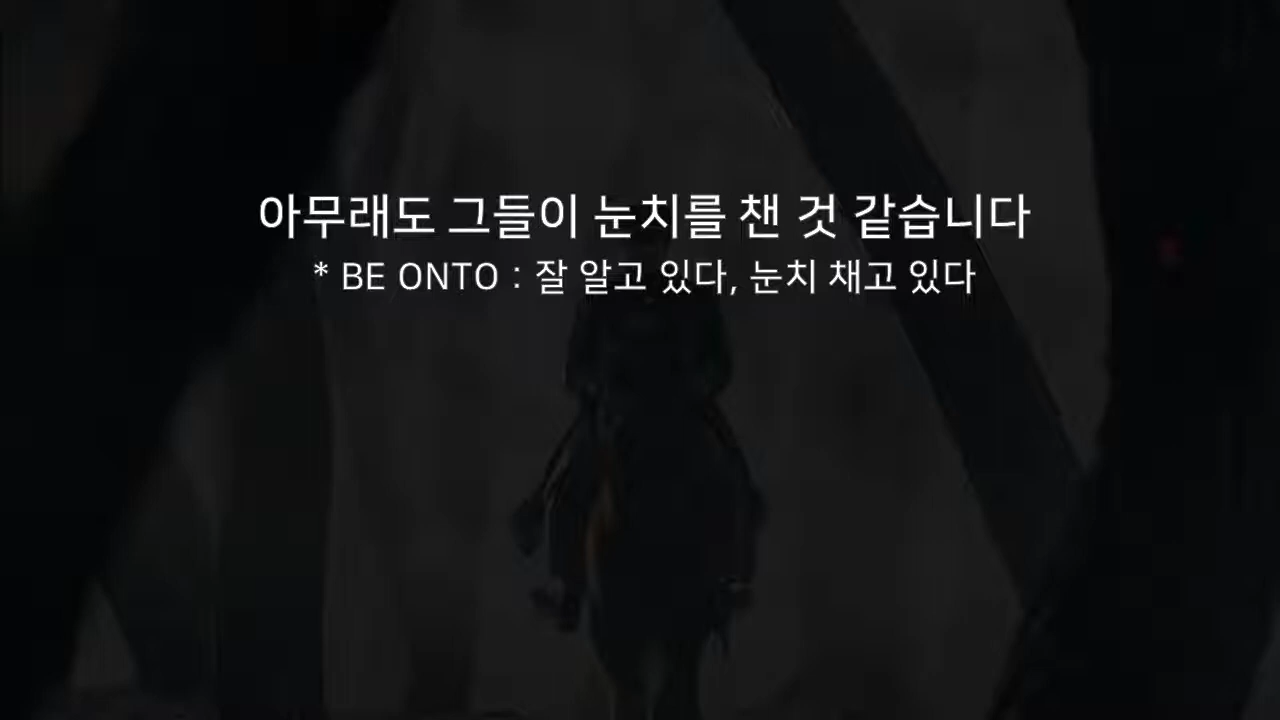 아무래도 그들이 눈치를 챈 것 같습니다
* BE ONTO : 잘 알고 있다, 눈치 채고 있다